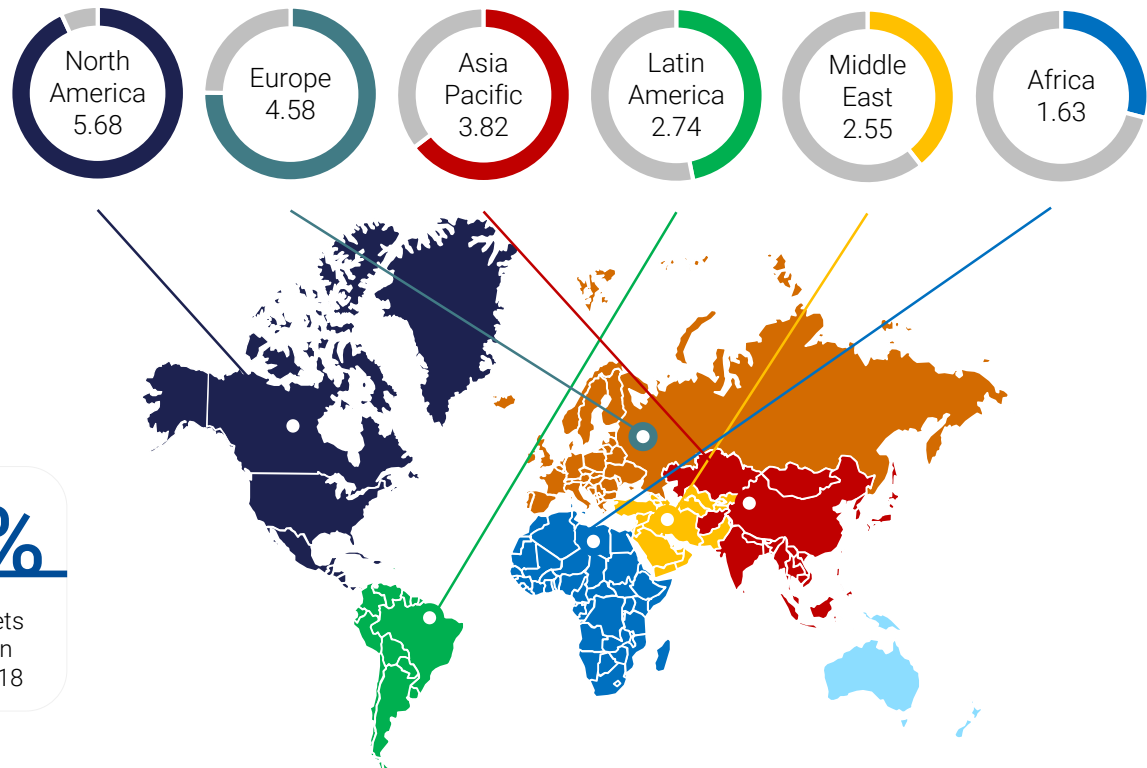 North
America
5.68
Europe
4.58
Asia
Pacific
3.82
Latin
America
2.74
Middle
East
2.55
Africa
1.63
%
18